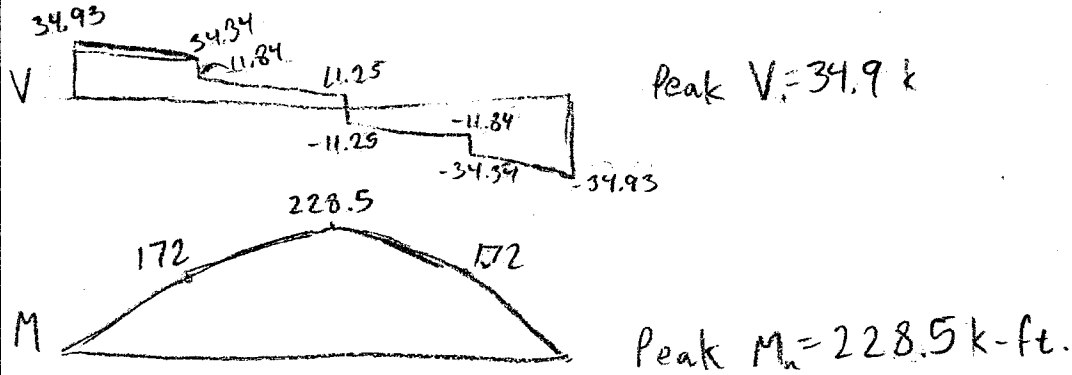 34.93
34.34
11.84
11.25
V
Peak V = 34.9 k
-11.25
-11.84
-34.34
-34.93
228.5
172
172
M
Peak Mu = 228.5 k-ft.